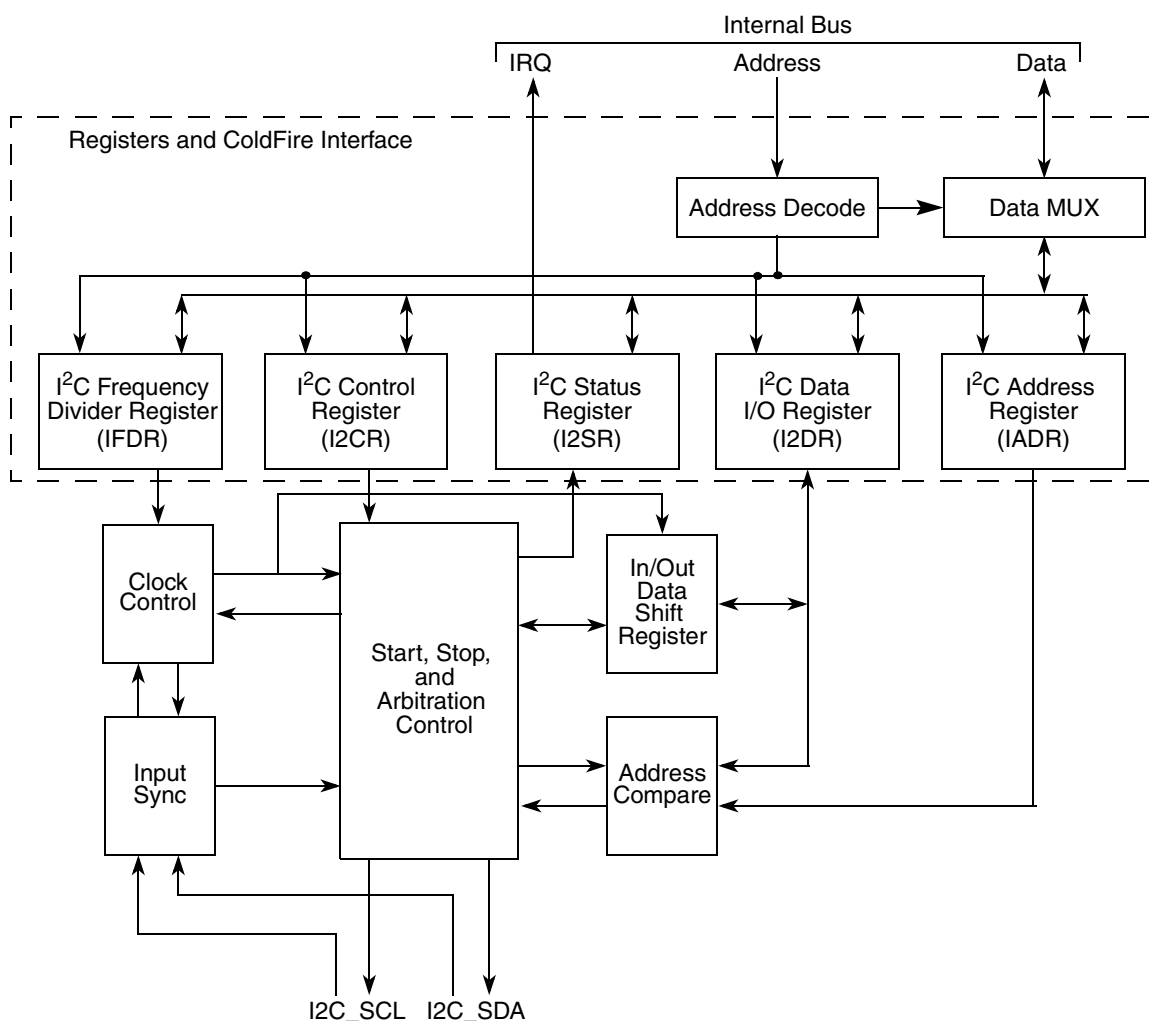 Internal Bus
IRQ
Address
Data
Registers and ColdFire Interface
Address Decode
Data MUX
I²C Frequency
Divider Register
(IFDR)
I²C Control
Register
(I2CR)
I²C Status
Register
(I2SR)
I²C Data
I/O Register
(I2DR)
I²C Address
Register
(IADR)
Clock
Control
Start, Stop,
and
Arbitration
Control
In/Out
Data
Shift
Register
Input
Sync
Address
Compare
I2C_SCL
I2C_SDA